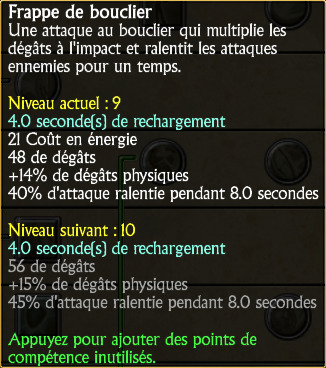 Frappe de bouclier
Une attaque au bouclier qui multiplie les
dégâts à l'impact et ralentit les attaques
ennemies pour un temps.
Niveau actuel : 9
4.0 seconde(s) de rechargement
21 Coût en énergie
48 de dégâts
+14% de dégâts physiques
40% d'attaque ralentie pendant 8.0 secondes
Niveau suivant : 10
4.0 seconde(s) de rechargement
56 de dégâts
+15% de dégâts physiques
45% d'attaque ralentie pendant 8.0 secondes
Appuyez pour ajouter des points de
compétence inutilisés.